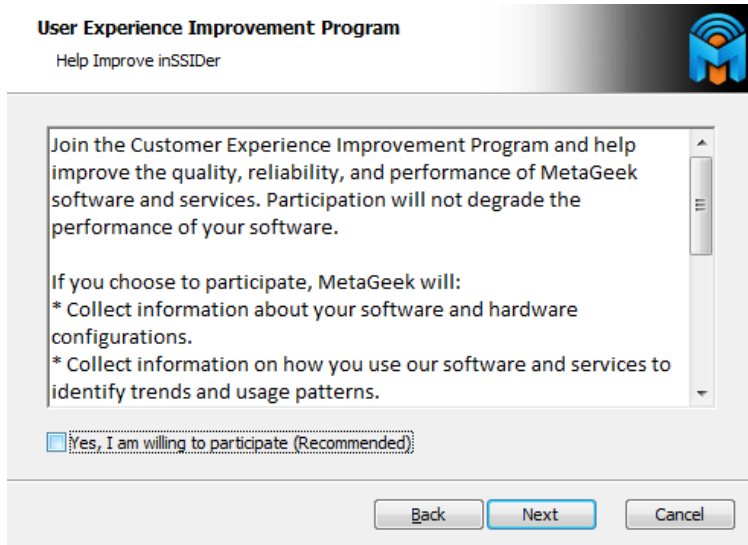 User Experience Improvement Program
Help Improve inSSIDer
Join the Customer Experience Improvement Program and help
improve the quality, reliability, and performance of MetaGeek
software and services. Participation will not degrade the
performance of your software.
If you choose to participate, MetaGeek will:
* Collect information about your software and hardware
configurations.
* Collect information on how you use our software and services to
identify trends and usage patterns.
Yes, I am willing to participate (Recommended)
Back Next Cancel